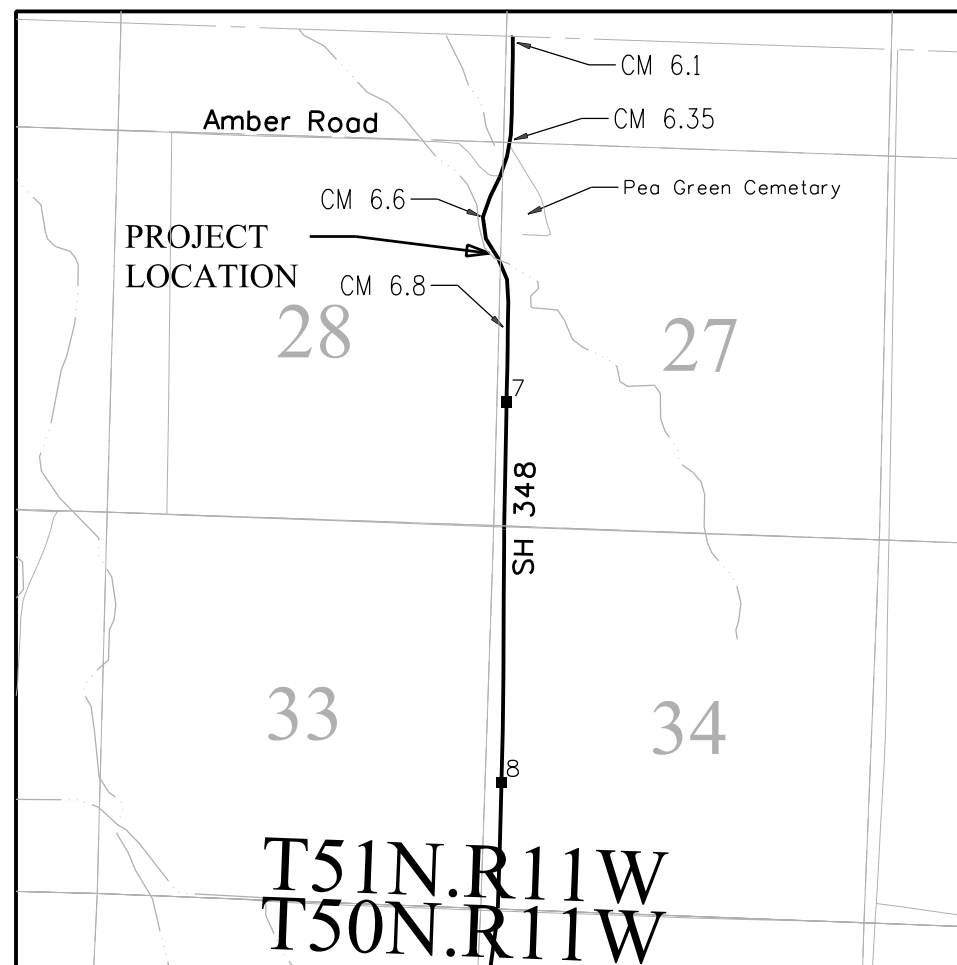 CM 6.1
Amber Road
CM 6.35
Pea Green Cemetary
CM 6.6
PROJECT
LOCATION
CM 6.8
28
27
7
SH 348
33
34
8
T51N.R11W
T50N.R11W